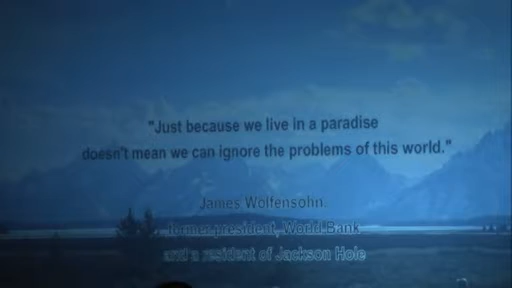 "Just because we live in a paradise
doesn't mean we can ignore the problems of this world."
James Wolfensohn
former president, World Bank
and a resident of Jackson Hole